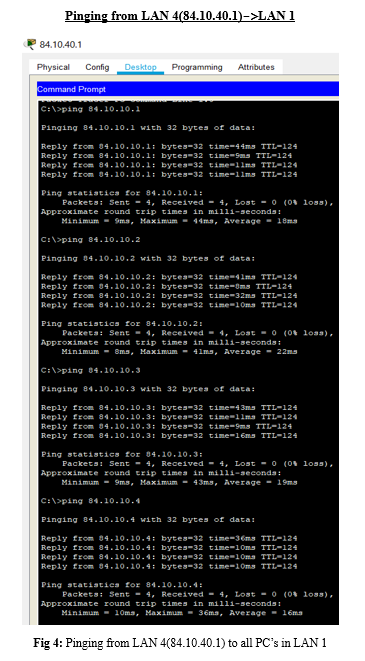 Pinging from LAN 4(84.10.40.1)–>LAN 1
84.10.40.1
Physical Config Desktop Programming Attributes
Command Prompt
C:\>ping 84.10.10.1
Pinging 84.10.10.1 with 32 bytes of data:
Reply from 84.10.10.1: bytes=32 time=44ms TTL=124
Reply from 84.10.10.1: bytes=32 time=9ms TTL=124
Reply from 84.10.10.1: bytes=32 time=11ms TTL=124
Reply from 84.10.10.1: bytes=32 time=11ms TTL=124
Ping statistics for 84.10.10.1:
Packets: Sent = 4, Received = 4, Lost = 0 (0% loss),
Approximate round trip times in milli-seconds:
Minimum = 9ms, Maximum = 44ms, Average = 18ms
C:\>ping 84.10.10.2
Pinging 84.10.10.2 with 32 bytes of data:
Reply from 84.10.10.2: bytes=32 time=41ms TTL=124
Reply from 84.10.10.2: bytes=32 time=8ms TTL=124
Reply from 84.10.10.2: bytes=32 time=32ms TTL=124
Reply from 84.10.10.2: bytes=32 time=10ms TTL=124
Ping statistics for 84.10.10.2:
Packets: Sent = 4, Received = 4, Lost = 0 (0% loss),
Approximate round trip times in milli-seconds:
Minimum = 8ms, Maximum = 41ms, Average = 22ms
C:\>ping 84.10.10.3
Pinging 84.10.10.3 with 32 bytes of data:
Reply from 84.10.10.3: bytes=32 time=43ms TTL=124
Reply from 84.10.10.3: bytes=32 time=11ms TTL=124
Reply from 84.10.10.3: bytes=32 time=9ms TTL=124
Reply from 84.10.10.3: bytes=32 time=16ms TTL=124
Ping statistics for 84.10.10.3:
Packets: Sent = 4, Received = 4, Lost = 0 (0% loss),
Approximate round trip times in milli-seconds:
Minimum = 9ms, Maximum = 43ms, Average = 19ms
C:\>ping 84.10.10.4
Pinging 84.10.10.4 with 32 bytes of data:
Reply from 84.10.10.4: bytes=32 time=36ms TTL=124
Reply from 84.10.10.4: bytes=32 time=10ms TTL=124
Reply from 84.10.10.4: bytes=32 time=10ms TTL=124
Reply from 84.10.10.4: bytes=32 time=10ms TTL=124
Ping statistics for 84.10.10.4:
Packets: Sent = 4, Received = 4, Lost = 0 (0% loss),
Approximate round trip times in milli-seconds:
Minimum = 10ms, Maximum = 36ms, Average = 16ms
Fig 4: Pinging from LAN 4(84.10.40.1) to all PC’s in LAN 1